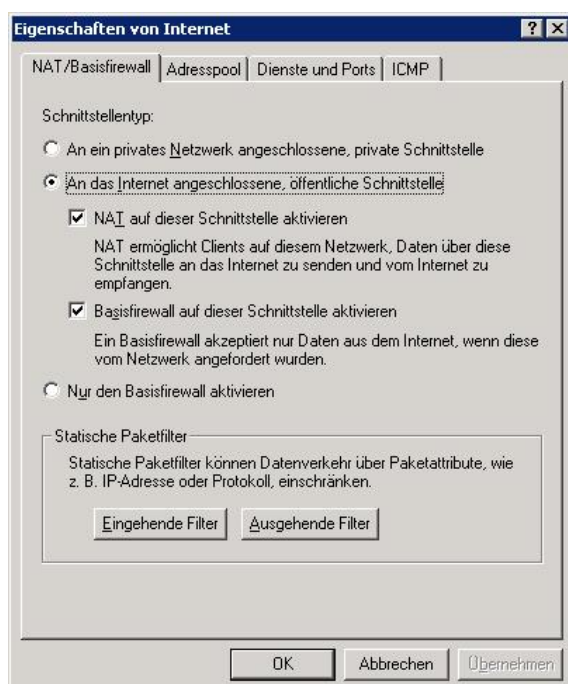 Eigenschaften von Internet
NAT/Basisfirewall Adresspool Dienste und Ports ICMP
Schnittstellentyp:
An ein privates Netzwerk angeschlossene, private Schnittstelle
An das Internet angeschlossene, öffentliche Schnittstelle
NAT auf dieser Schnittstelle aktivieren
NAT ermöglicht Clients auf diesem Netzwerk, Daten über diese
Schnittstelle an das Internet zu senden und vom Internet zu
empfangen.
Basisfirewall auf dieser Schnittstelle aktivieren
Ein Basisfirewall akzeptiert nur Daten aus dem Internet, wenn diese
vom Netzwerk angefordert wurden.
Nur den Basisfirewall aktivieren
Statische Paketfilter
Statische Paketfilter können Datenverkehr über Paketattribute, wie
z. B. IP-Adresse oder Protokoll, einschränken.
Eingehende Filter Ausgehende Filter
OK Abbrechen Übernehmen